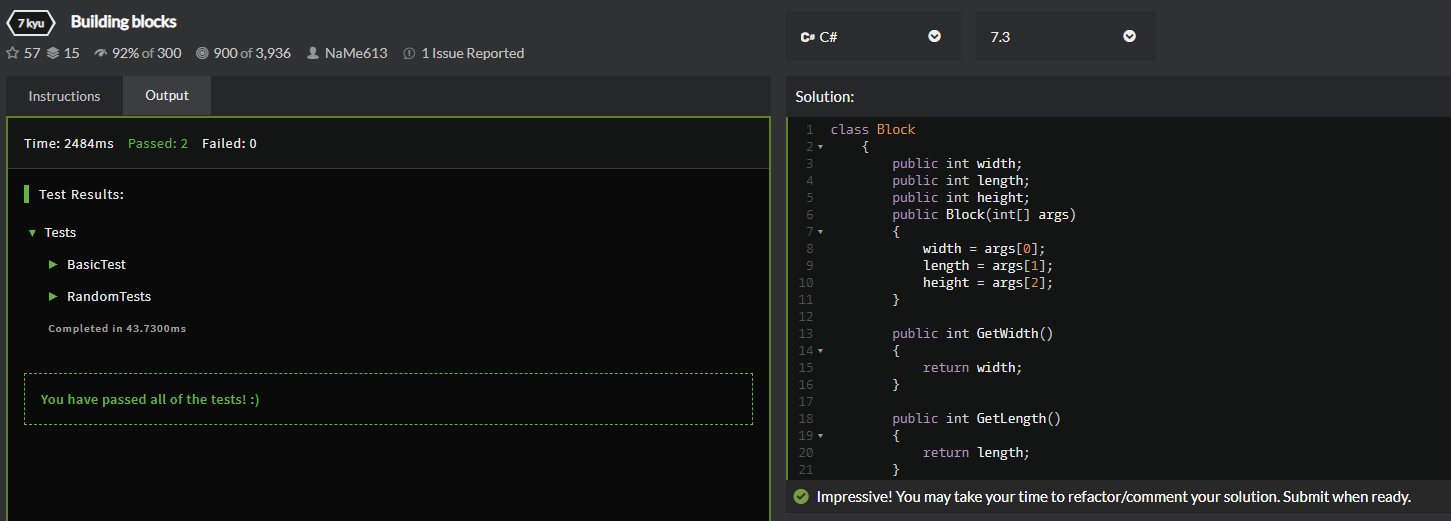 7 kyu Building blocks
57 15 92% of 300 900 of 3,936 NaMe613 1 Issue Reported
C# C# 7.3
Instructions Output
Time: 2484ms Passed: 2 Failed: 0
Test Results:
Tests
BasicTest
RandomTests
Completed in 43.7300ms
You have passed all of the tests! :)
Solution:
1 class Block
2 {
3 public int width;
4 public int length;
5 public int height;
6 public Block(int[] args)
7 {
8 width = args[0];
9 length = args[1];
10 height = args[2];
11 }
12
13 public int GetWidth()
14 {
15 return width;
16 }
17
18 public int GetLength()
19 {
20 return length;
21 }
Impressive! You may take your time to refactor/comment your solution. Submit when ready.